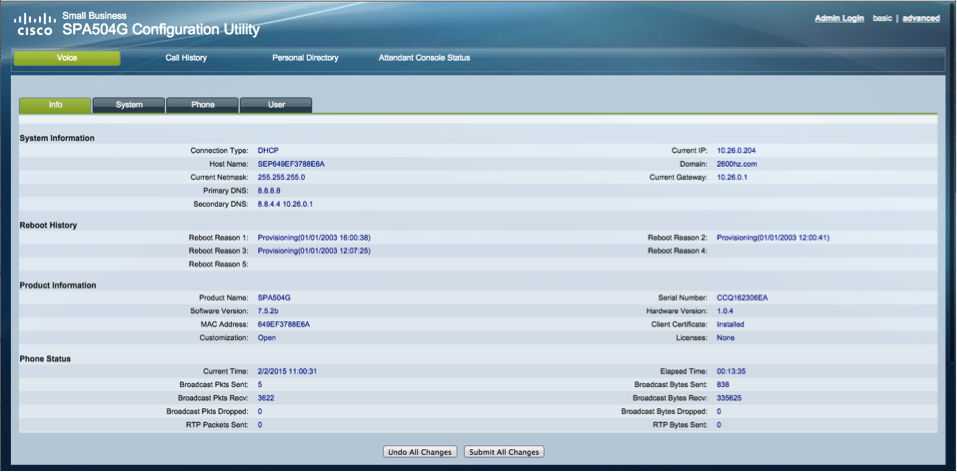 Small Business
CISCO SPA504G Configuration Utility
Admin Login basic | advanced
Voice Call History Personal Directory Attendant Console Status
Info System Phone User
System Information
Connection Type: DHCP Current IP: 10.26.0.204
Host Name: SEP649EF3788E6A Domain: 2600hz.com
Current Netmask: 255.255.255.0 Current Gateway: 10.26.0.1
Primary DNS: 8.8.8.8
Secondary DNS: 8.8.4.4 10.26.0.1
Reboot History
Reboot Reason 1: Provisioning(01/01/2003 16:00:38) Reboot Reason 2: Provisioning(01/01/2003 12:00:41)
Reboot Reason 3: Provisioning(01/01/2003 12:07:25) Reboot Reason 4:
Reboot Reason 5:
Product Information
Product Name: SPA504G Serial Number: CCQ162306EA
Software Version: 7.5.2b Hardware Version: 1.0.4
MAC Address: 649EF3788E6A Client Certificate: Installed
Customization: Open Licenses: None
Phone Status
Current Time: 2/2/2015 11:00:31 Elapsed Time: 00:13:35
Broadcast Pkts Sent: 5 Broadcast Bytes Sent: 838
Broadcast Pkts Recv: 3622 Broadcast Bytes Recv: 335625
Broadcast Pkts Dropped: 0 Broadcast Bytes Dropped: 0
RTP Packets Sent: 0 RTP Bytes Sent: 0
Undo All Changes Submit All Changes